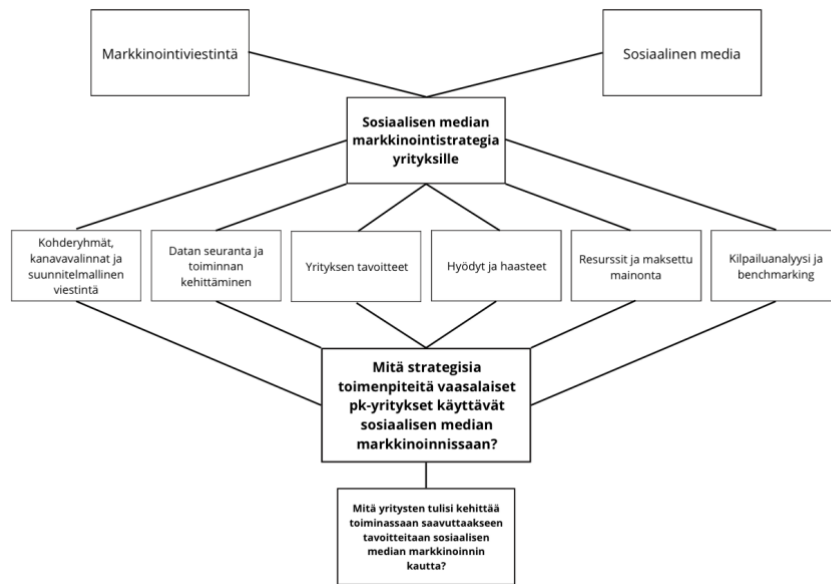 Markkinointiviestintä
Sosiaalinen media
Sosiaalisen median
markkinointistrategia
yrityksille
Kohderyhmät,
kanavavalinnat ja
suunnitelmallinen
viestintä
Datan seuranta ja
toiminnan
kehittäminen
Yrityksen tavoitteet
Hyödyt ja haasteet
Resurssit ja maksettu
mainonta
Kilpailuanalyysi ja
benchmarking
Mitä strategisia
toimenpiteitä vaasalaiset
pk-yritykset käyttävät
sosiaalisen median
markkinoinnissaan?
Mitä yritysten tulisi kehittää
toiminassaan saavuttaakseen
tavoitteitaan sosiaalisen
median markkinoinnin
kautta?